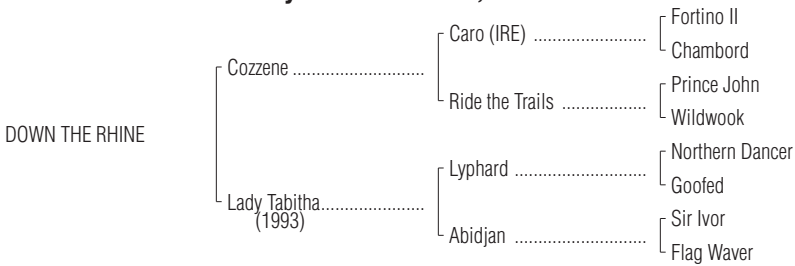 Fortino II
Caro (IRE) ............................
Chambord
Cozzene ............................
Prince John
Ride the Trails ....................
Wildwook
DOWN THE RHINE
Northern Dancer
Lyphard ............................
Goofed
Lady Tabitha......................
(1993)
Sir Ivor
Abidjan ............................
Flag Waver